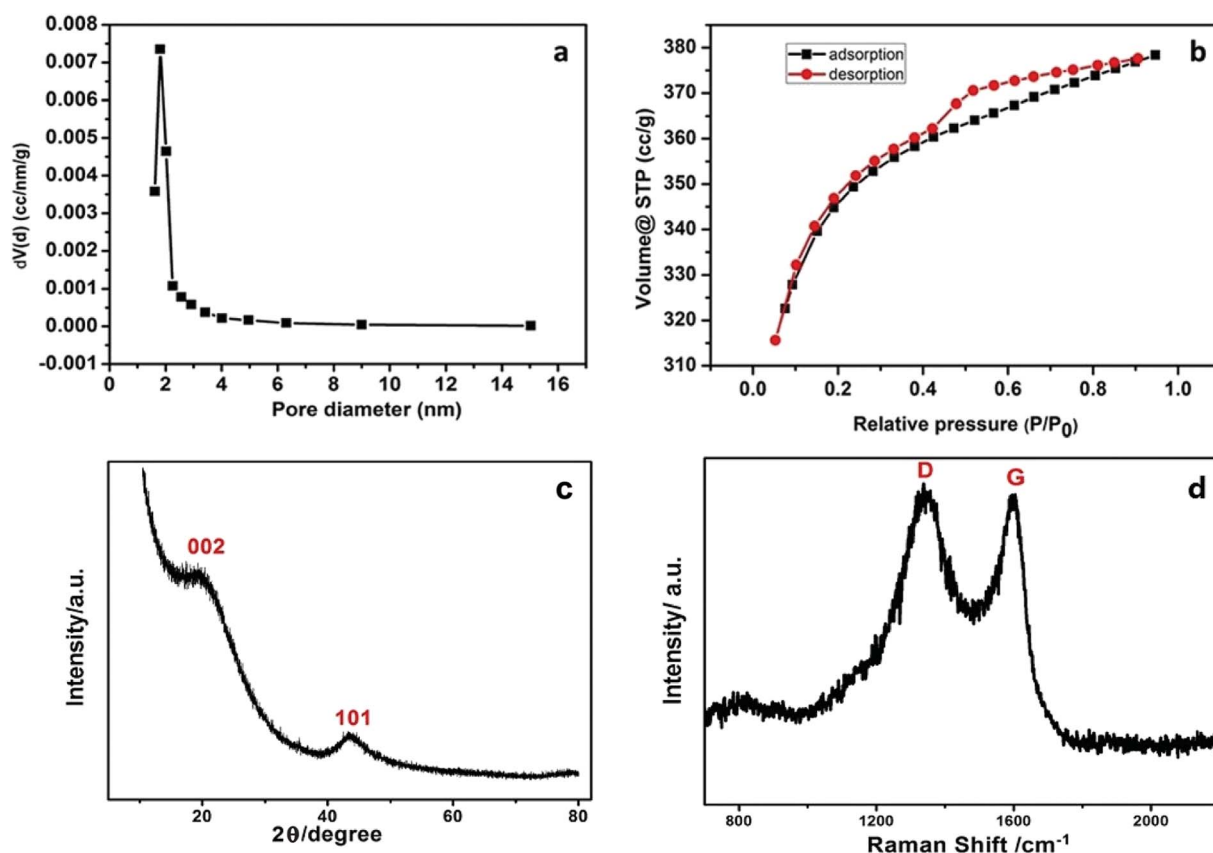 0.008
0.007
0.006
0.005
0.004
0.003
0.002
0.001
0.000
-0.001
dV(d) (cc/nm/g)
a
0 2 4 6 8 10 12 14 16
Pore diameter (nm)
380
370
360
350
340
330
320
310
Volume@ STP (cc/g)
adsorption
desorption
b
0.0 0.2 0.4 0.6 0.8 1.0
Relative pressure (P/P0)
Intensity/a.u.
c
002
101
20 40 60 80
2θ/degree
Intensity/ a.u.
D
G
d
800 1200 1600 2000
Raman Shift /cm-1